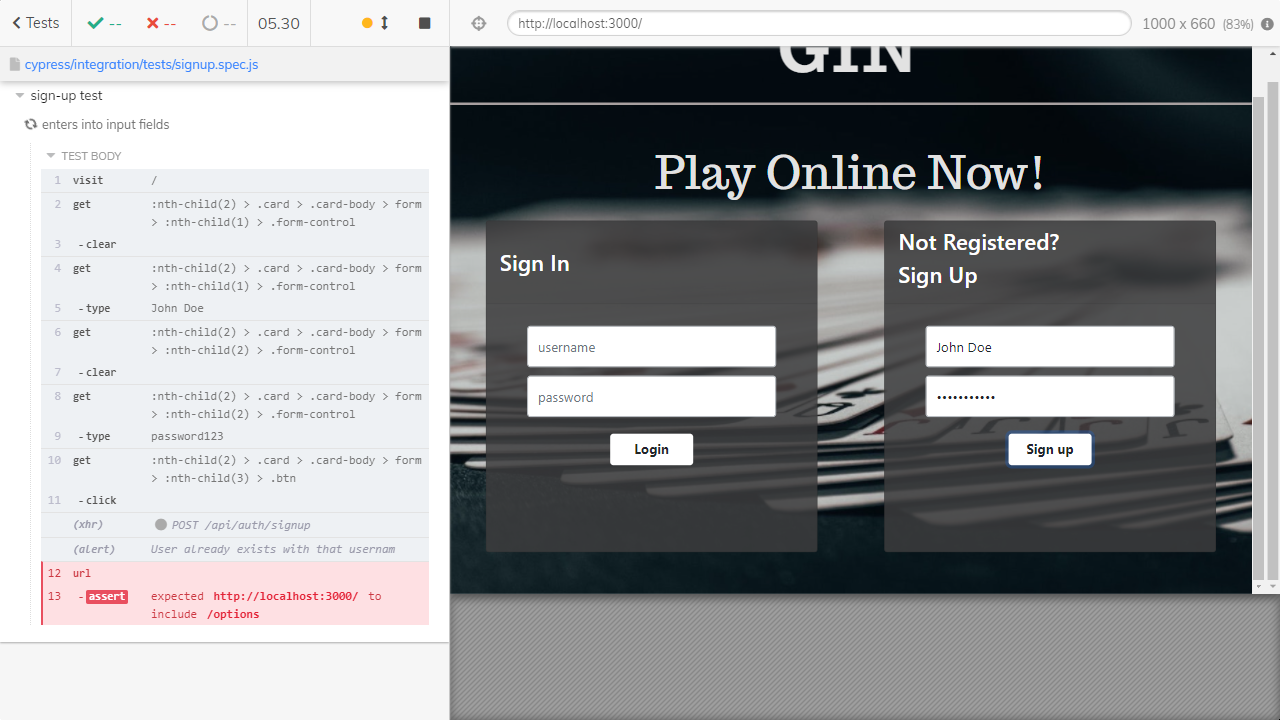 Tests
--
--
--
05.30
http://localhost:3000/
1000 x 660 (83%)
cypress/integration/tests/signup.spec.js
sign-up test
enters into input fields
TEST BODY
1 visit /
2 get :nth-child(2) > .card > .card-body > form
> :nth-child(1) > .form-control
3 - clear
4 get :nth-child(2) > .card > .card-body > form
> :nth-child(1) > .form-control
5 - type John Doe
6 get :nth-child(2) > .card > .card-body > form
> :nth-child(2) > .form-control
7 - clear
8 get :nth-child(2) > .card > .card-body > form
> :nth-child(2) > .form-control
9 - type password123
10 get :nth-child(2) > .card > .card-body > form
> :nth-child(3) > .btn
11 - click
(xhr) POST /api/auth/signup
(alert) User already exists with that usernam
12 url
13 - assert expected http://localhost:3000/ to
include /options
GIN
Play Online Now!
Sign In
username
password
Login
Not Registered?
Sign Up
John Doe
•••••••••••
Sign up